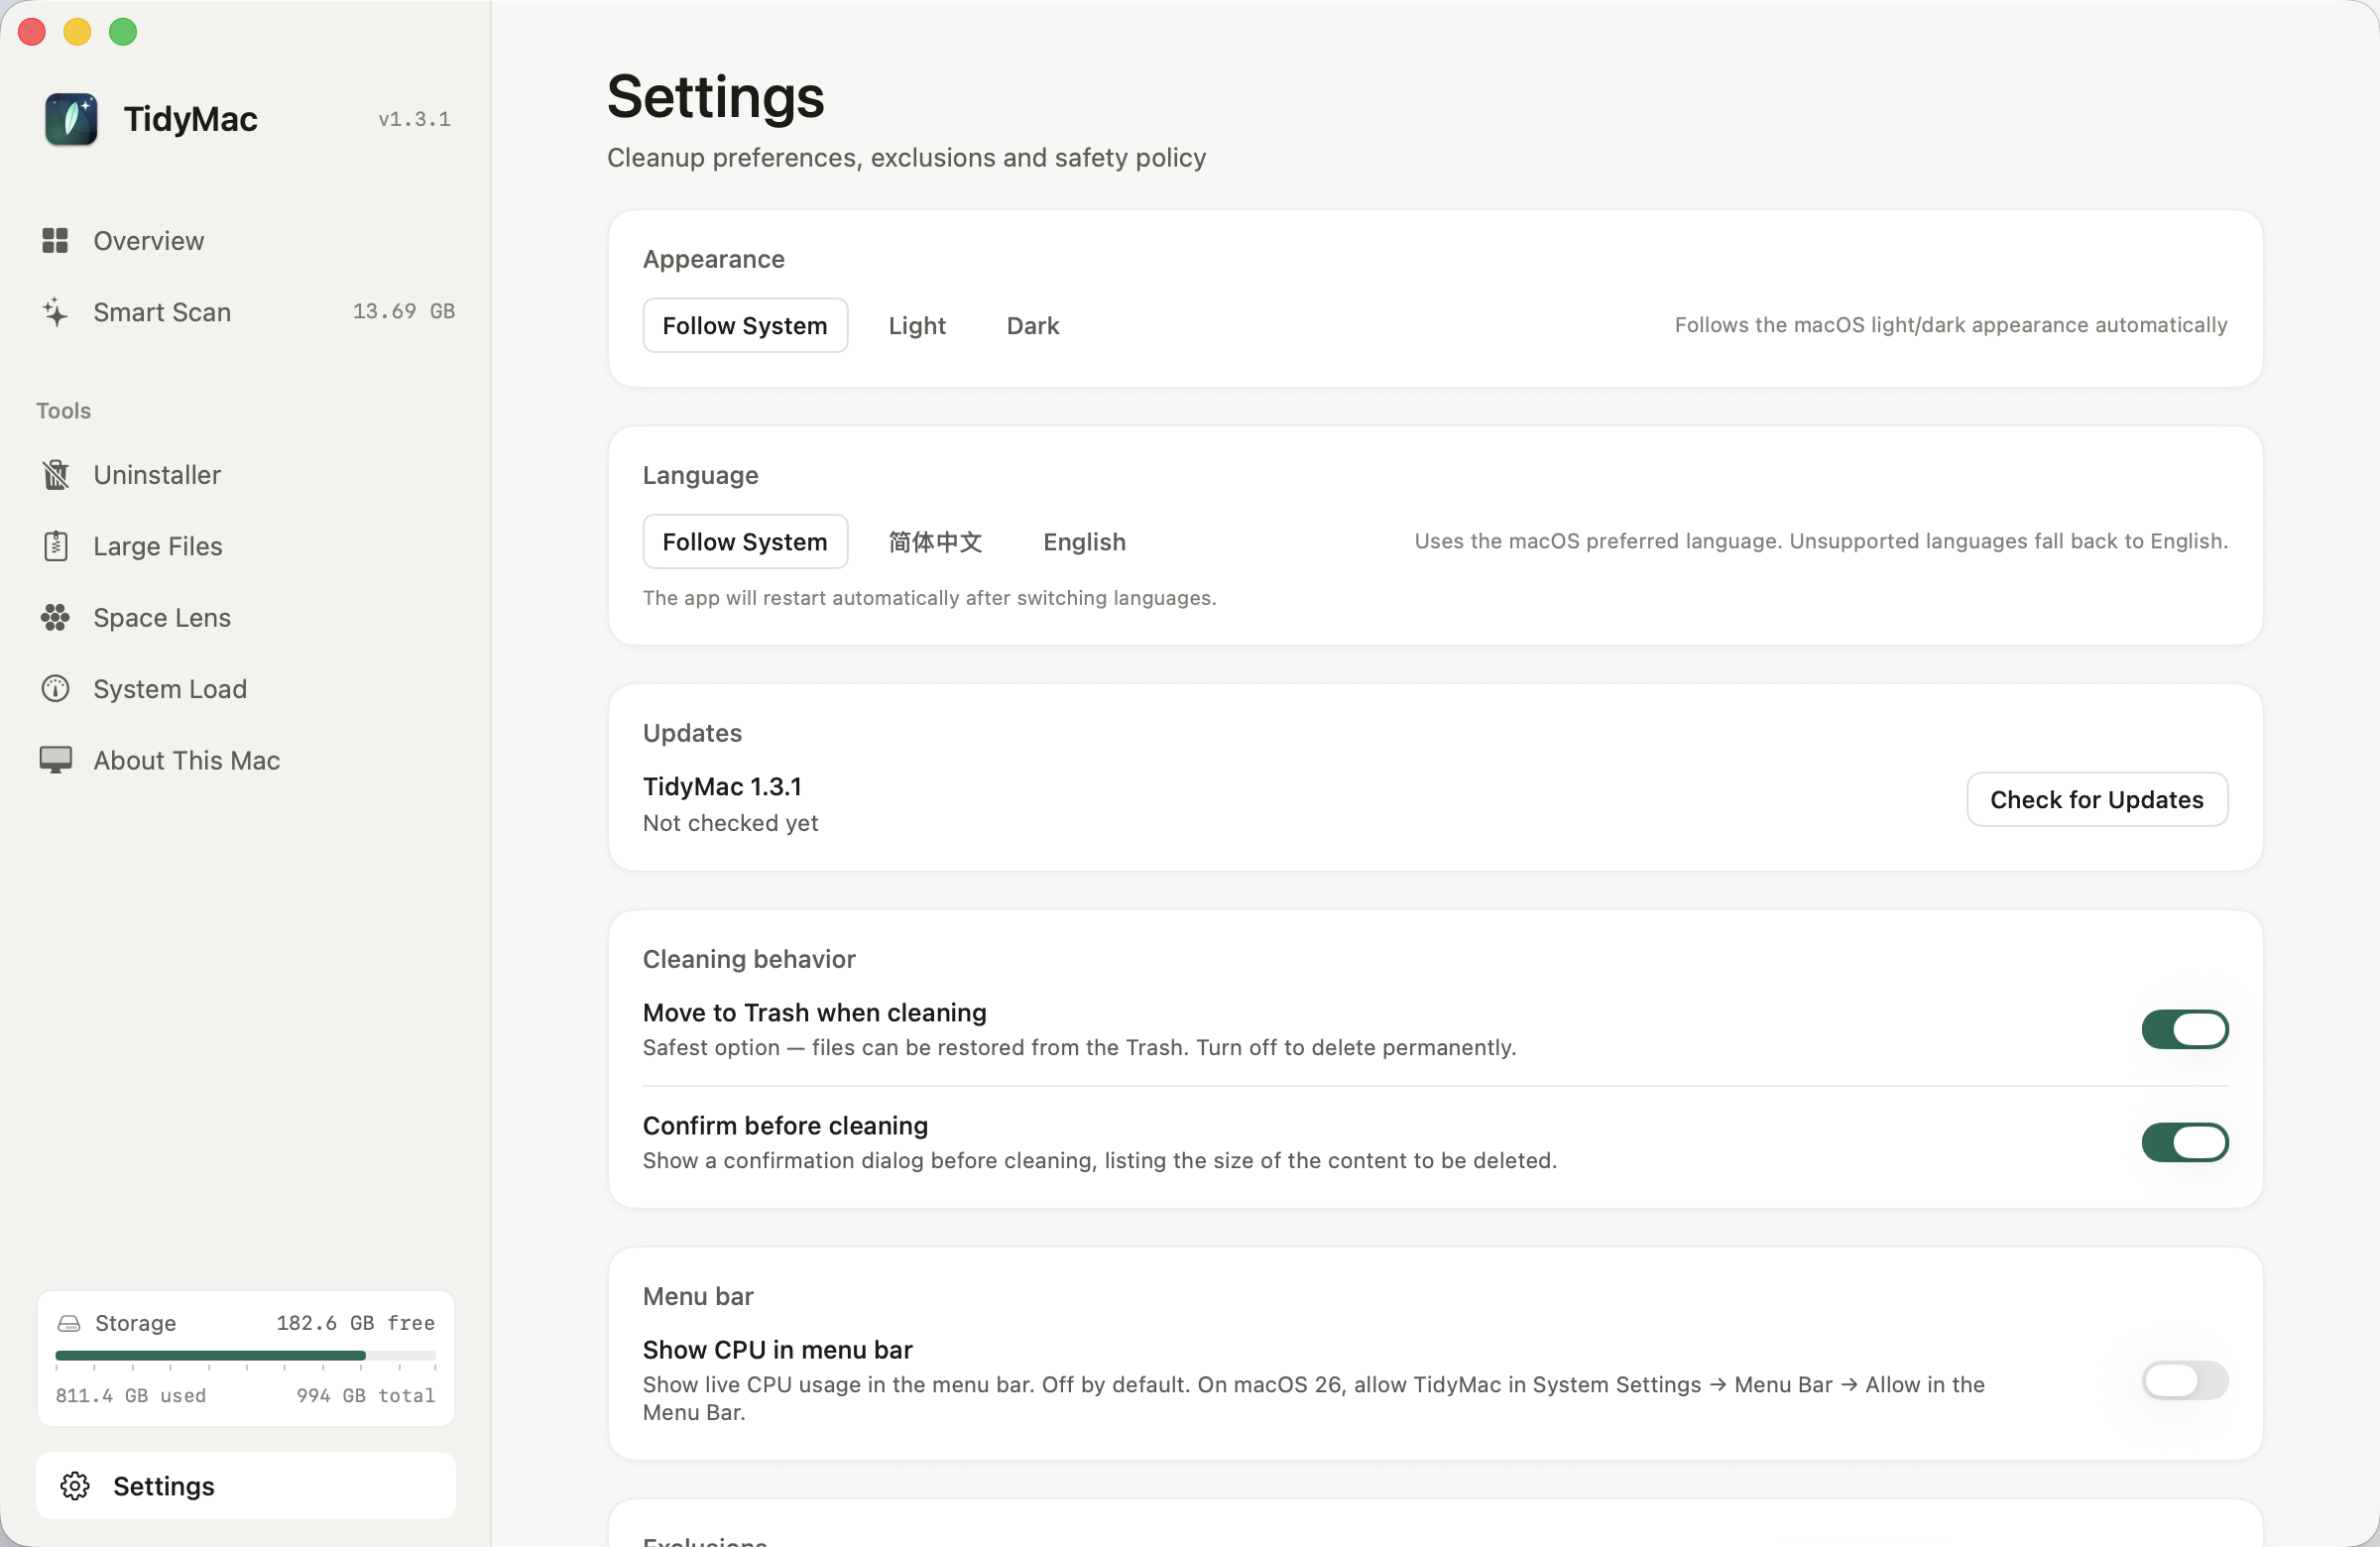 TidyMac
v1.3.1
Overview
Smart Scan
13.69 GB
Tools
Uninstaller
Large Files
Space Lens
System Load
About This Mac
Storage
182.6 GB free
811.4 GB used
994 GB total
Settings
Settings
Cleanup preferences, exclusions and safety policy
Appearance
Follow System
Light
Dark
Follows the macOS light/dark appearance automatically
Language
Follow System
简体中文
English
Uses the macOS preferred language. Unsupported languages fall back to English.
The app will restart automatically after switching languages.
Updates
TidyMac 1.3.1
Not checked yet
Check for Updates
Cleaning behavior
Move to Trash when cleaning
Safest option — files can be restored from the Trash. Turn off to delete permanently.
Confirm before cleaning
Show a confirmation dialog before cleaning, listing the size of the content to be deleted.
Menu bar
Show CPU in menu bar
Show live CPU usage in the menu bar. Off by default. On macOS 26, allow TidyMac in System Settings → Menu Bar → Allow in the
Menu Bar.
Exclusions